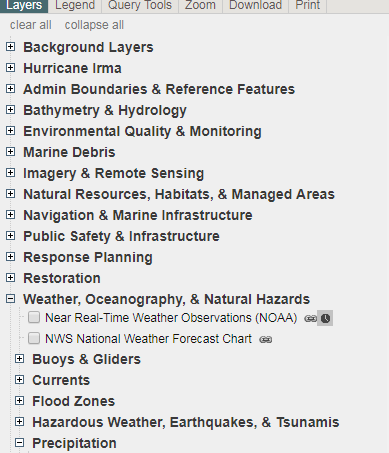 Layers Legend Query Tools Zoom Download Print
clear all collapse all
Background Layers
Hurricane Irma
Admin Boundaries & Reference Features
Bathymetry & Hydrology
Environmental Quality & Monitoring
Marine Debris
Imagery & Remote Sensing
Natural Resources, Habitats, & Managed Areas
Navigation & Marine Infrastructure
Public Safety & Infrastructure
Response Planning
Restoration
Weather, Oceanography, & Natural Hazards
Near Real-Time Weather Observations (NOAA)
NWS National Weather Forecast Chart
Buoys & Gliders
Currents
Flood Zones
Hazardous Weather, Earthquakes, & Tsunamis
Precipitation